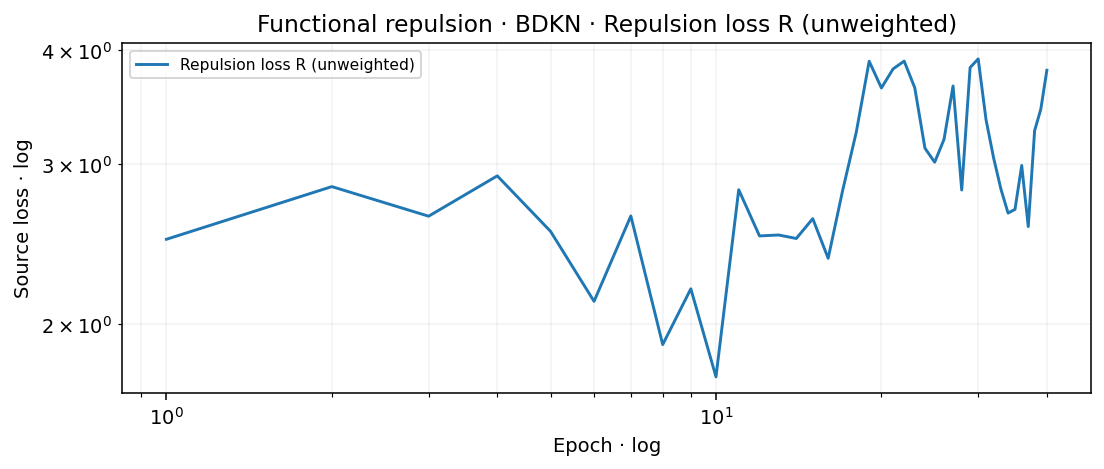 Functional repulsion · BDKN · Repulsion loss R (unweighted)
Repulsion loss R (unweighted)
4 × 10⁰
3 × 10⁰
2 × 10⁰
Source loss · log
10⁰ 10¹
Epoch · log